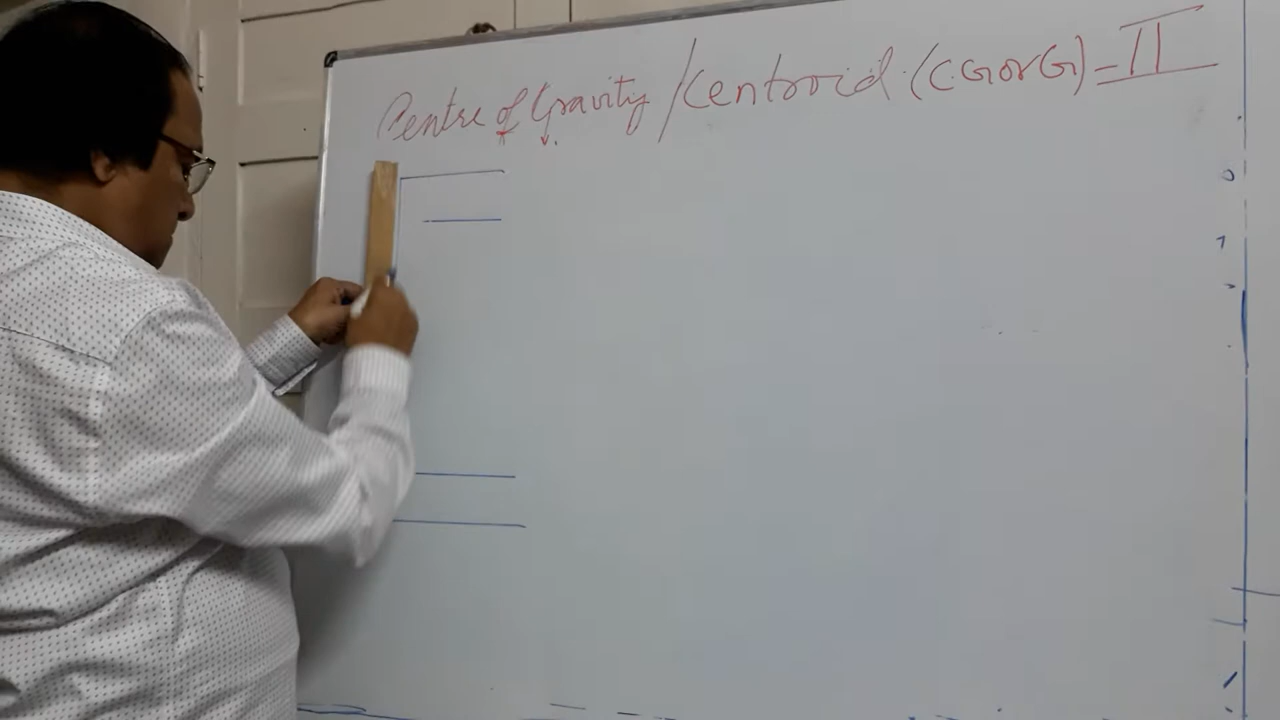 Centre of Gravity / Centroid (C.G or G) - II